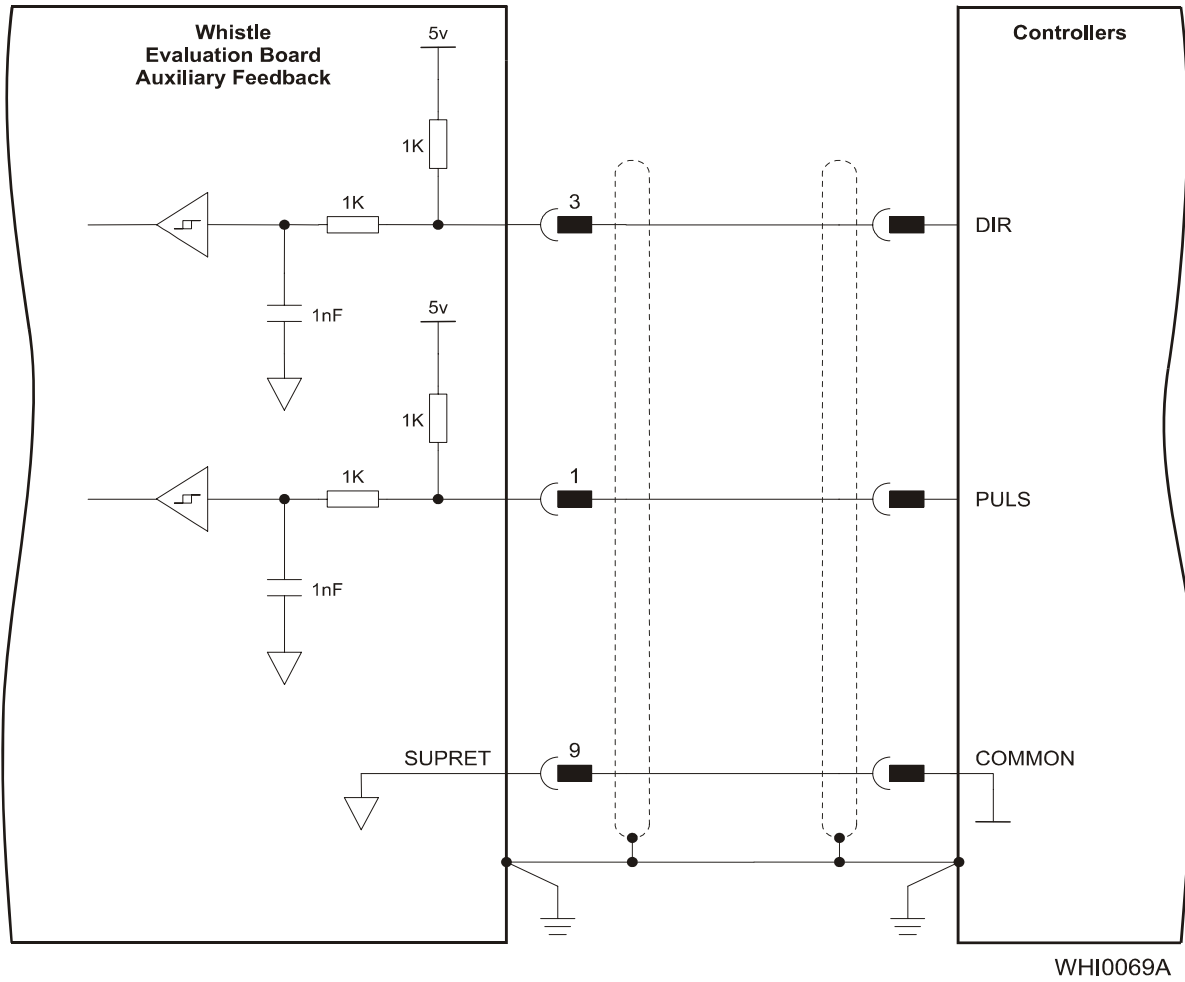 Whistle
Evaluation Board
Auxiliary Feedback
5v
Controllers
1K
1K
3
DIR
1nF
5v
1K
1K
1
PULS
1nF
SUPRET
9
COMMON
WHI0069A